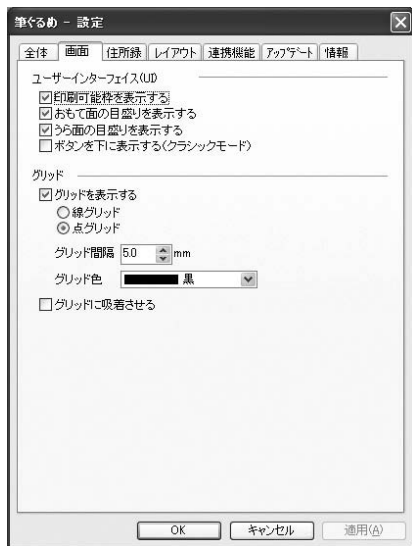 筆ぐるめ - 設定
全体 画面 住所録 レイアウト 連携機能 アップデート 情報
ユーザーインターフェイス(UI)
印刷可能枠を表示する
おもて面の目盛りを表示する
うら面の目盛りを表示する
ボタンを下に表示する(クラシックモード)
グリッド
グリッドを表示する
線グリッド
点グリッド
グリッド間隔 5.0 mm
グリッド色 黒
グリッドに吸着させる
OK キャンセル 適用(A)